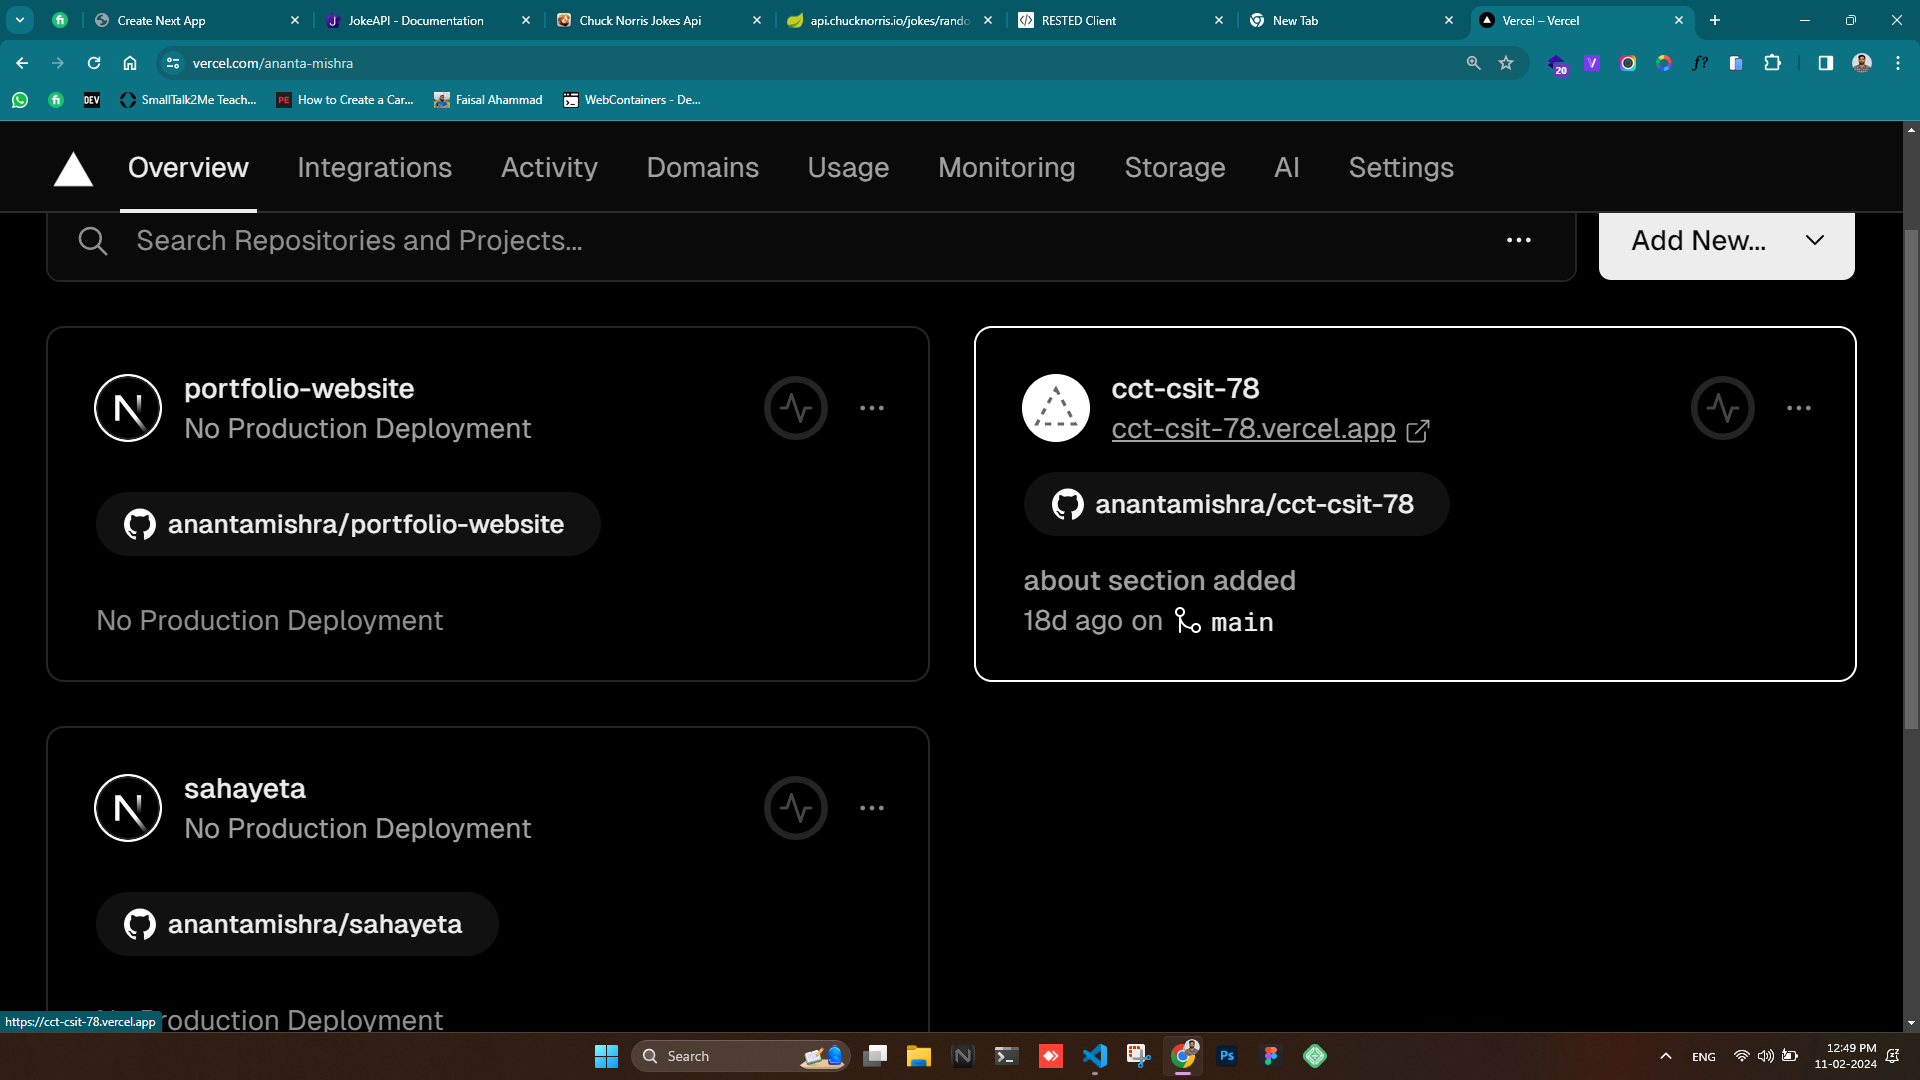 Create Next App
JokeAPI - Documentation
Chuck Norris Jokes Api
api.chucknorris.io/jokes/rando
RESTED Client
New Tab
Vercel – Vercel
vercel.com/ananta-mishra
20
V
f?
DEV
SmallTalk2Me Teach...
PE
How to Create a Car...
Faisal Ahammad
WebContainers - De...
Overview
Integrations
Activity
Domains
Usage
Monitoring
Storage
AI
Settings
Search Repositories and Projects...
Add New...
portfolio-website
No Production Deployment
anantamishra/portfolio-website
No Production Deployment
cct-csit-78
cct-csit-78.vercel.app
anantamishra/cct-csit-78
about section added
18d ago on main
sahayeta
No Production Deployment
anantamishra/sahayeta
Production Deployment
https://cct-csit-78.vercel.app
Search
Ps
ENG
12:49 PM
11-02-2024